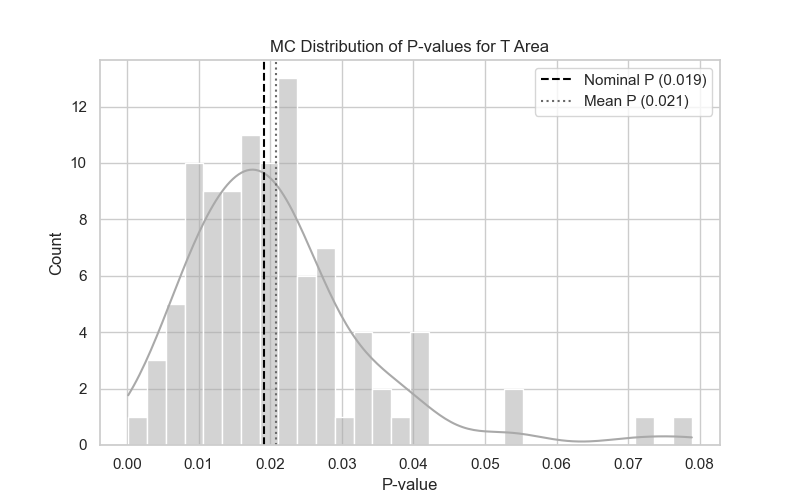 MC Distribution of P-values for T Area
Nominal P (0.019)
Mean P (0.021)
12
10
8
6
4
2
0
Count
0.00 0.01 0.02 0.03 0.04 0.05 0.06 0.07 0.08
P-value